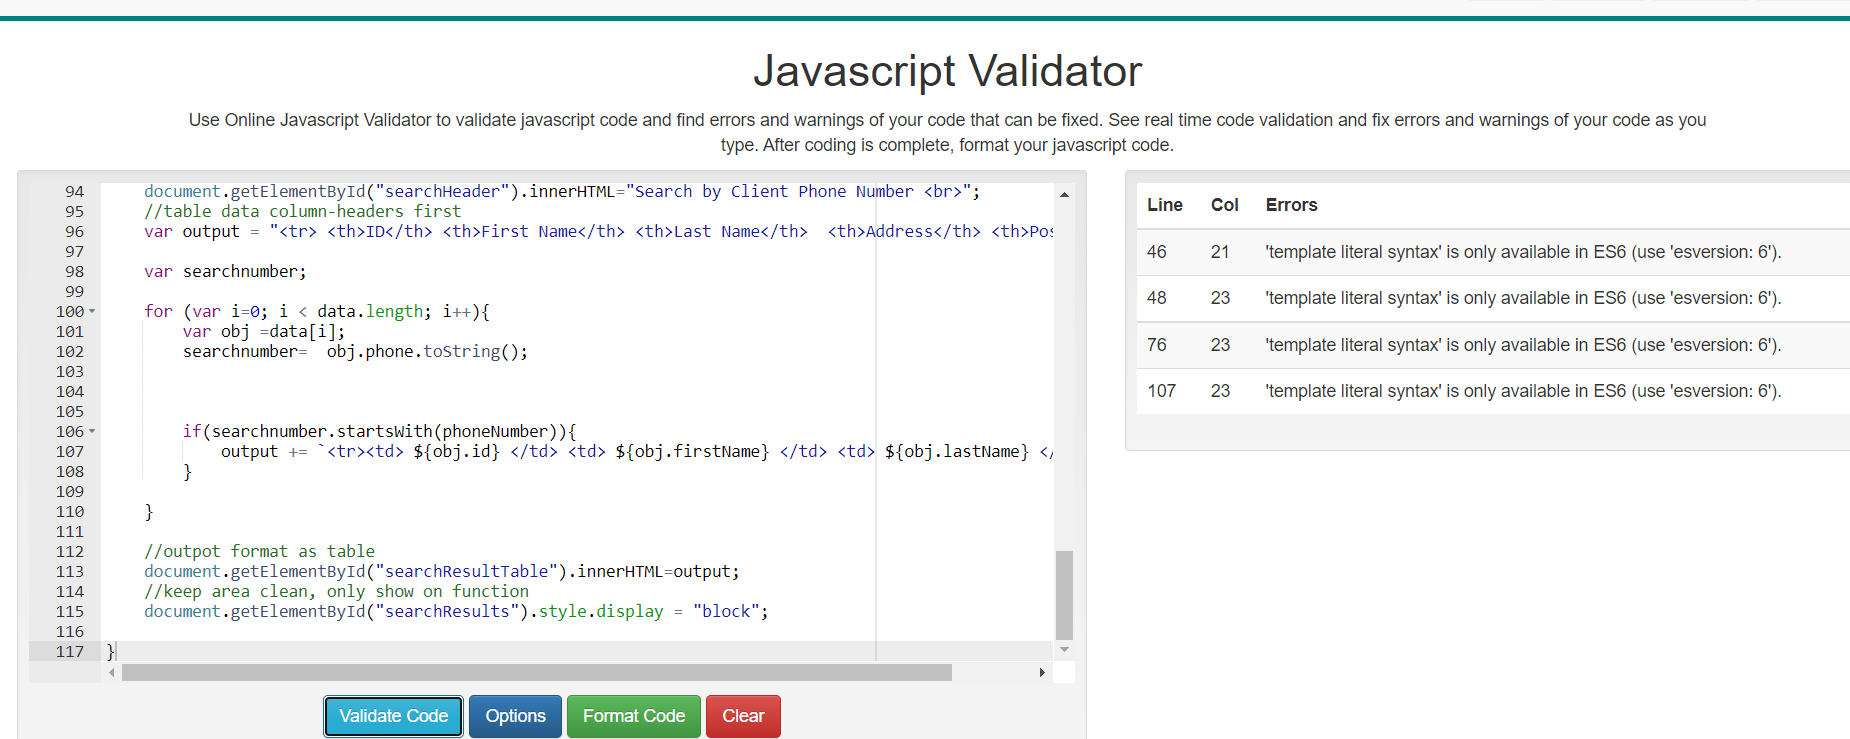 Javascript Validator
Use Online Javascript Validator to validate javascript code and find errors and warnings of your code that can be fixed. See real time code validation and fix errors and warnings of your code as you
type. After coding is complete, format your javascript code.
94 document.getElementById("searchHeader").innerHTML="Search by Client Phone Number <br>";
95 //table data column-headers first
96 var output = "<tr> <th>ID</th> <th>First Name</th> <th>Last Name</th>  <th>Address</th> <th>Pos
97
98 var searchnumber;
99
100 for (var i=0; i < data.length; i++){
101 var obj =data[i];
102 searchnumber=  obj.phone.toString();
103
104
105
106 if(searchnumber.startsWith(phoneNumber)){
107 output += `<tr><td> ${obj.id} </td> <td> ${obj.firstName} </td> <td> ${obj.lastName} </
108 }
109
110 }
111
112 //outpot format as table
113 document.getElementById("searchResultTable").innerHTML=output;
114 //keep area clean, only show on function
115 document.getElementById("searchResults").style.display = "block";
116
117 }
Validate Code Options Format Code Clear
Line Col Errors
46 21 'template literal syntax' is only available in ES6 (use 'esversion: 6').
48 23 'template literal syntax' is only available in ES6 (use 'esversion: 6').
76 23 'template literal syntax' is only available in ES6 (use 'esversion: 6').
107 23 'template literal syntax' is only available in ES6 (use 'esversion: 6').